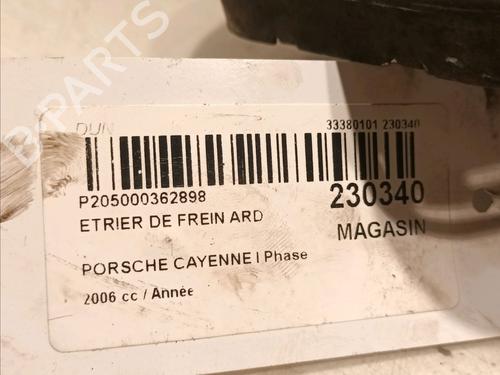 DUN
33380101 230340
P205000362898
230340
ETRIER DE FREIN ARD
MAGASIN
PORSCHE CAYENNE I Phase
2006 cc / Année
B-PARTS